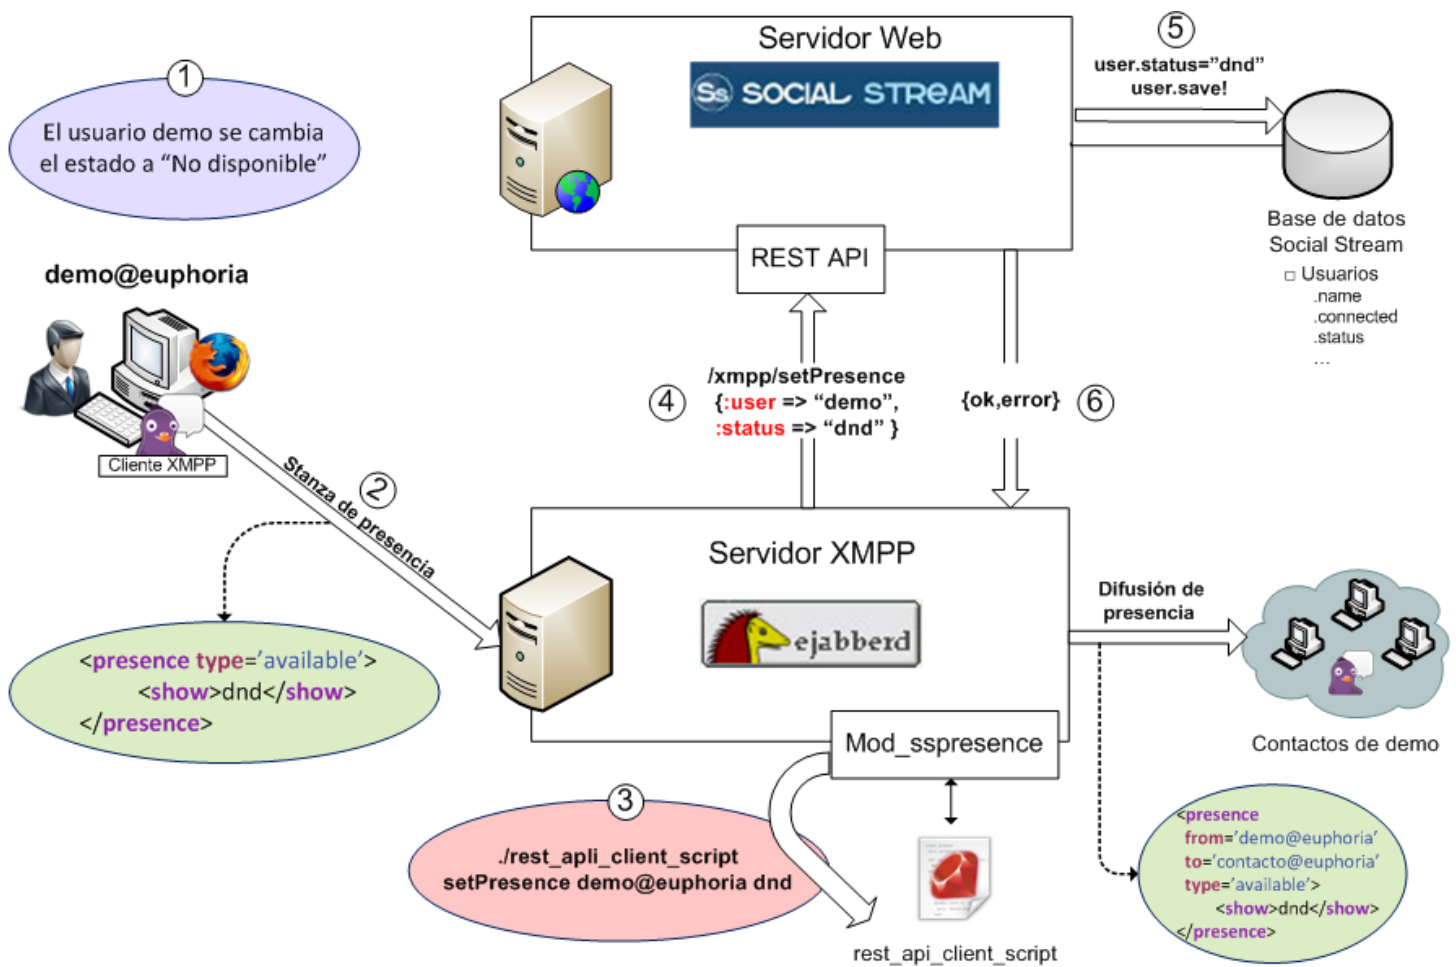 1
El usuario demo se cambia
el estado a “No disponible”
Servidor Web
Ss SOCIAL STREAM
REST API
5
user.status=”dnd”
user.save!
Base de datos
Social Stream
Usuarios
.name
.connected
.status
...
demo@euphoria
Cliente XMPP
2
Stanza de presencia
<presence type=’available’>
<show>dnd</show>
</presence>
4
/xmpp/setPresence
{:user => “demo”,
:status => “dnd” }
{ok,error}
6
Servidor XMPP
ejabberd
Mod_sspresence
3
./rest_apli_client_script
setPresence demo@euphoria dnd
rest_api_client_script
Difusión de
presencia
Contactos de demo
<presence
from=’demo@euphoria’
to=’contacto@euphoria’
type=’available’>
<show>dnd</show>
</presence>